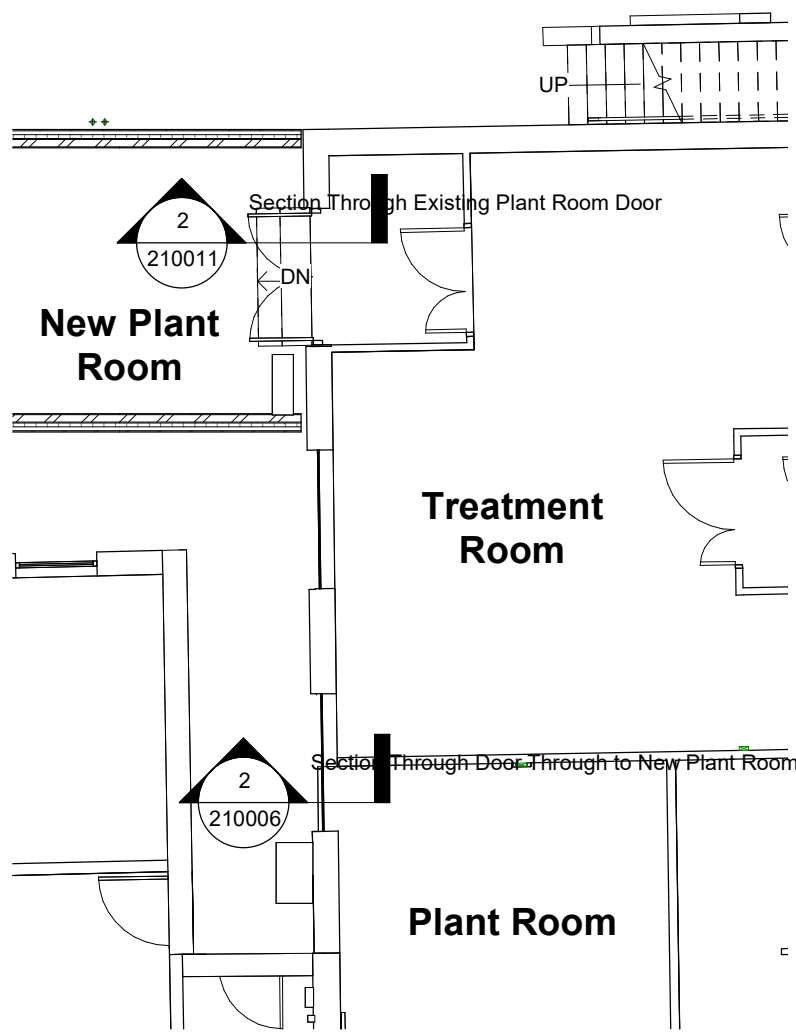 UP
Section Through Existing Plant Room Door
2
210011
DN
New Plant
Room
Treatment
Room
Section Through Door Through to New Plant Room
2
210006
Plant Room